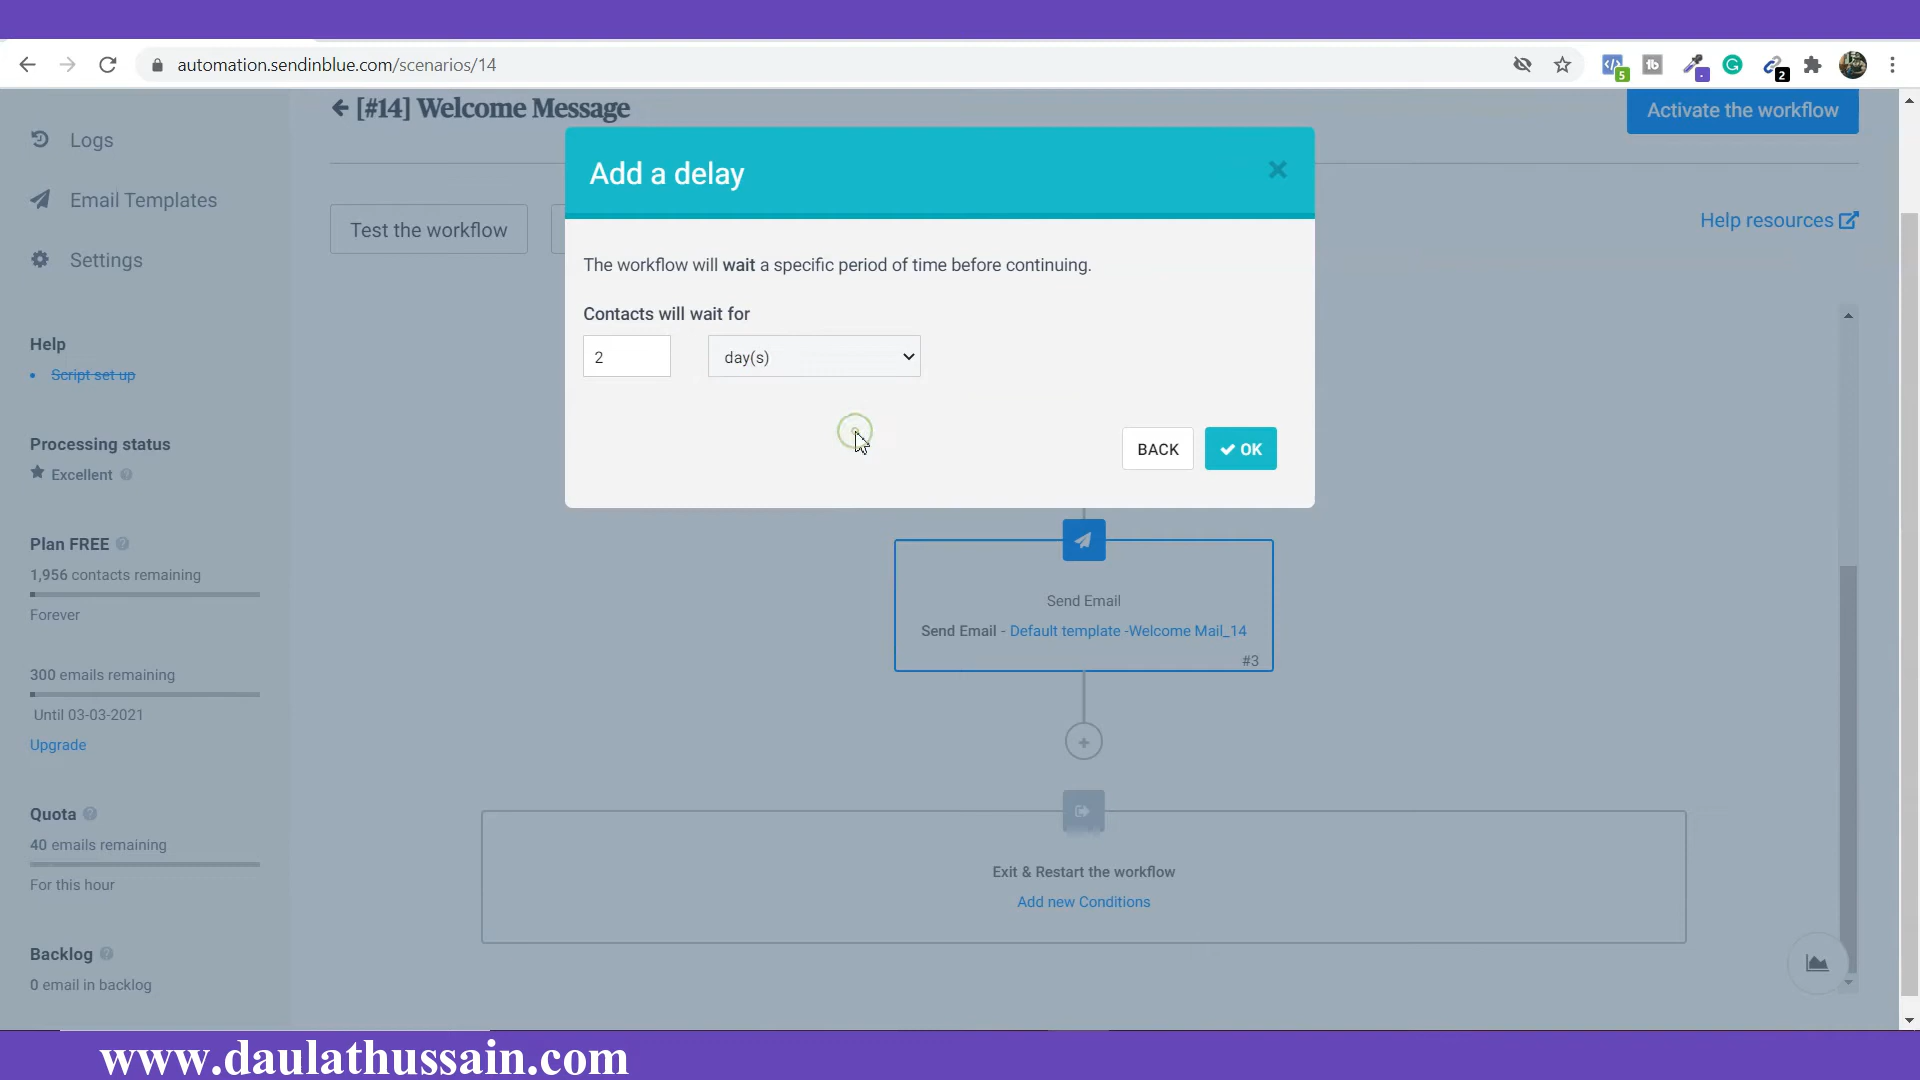 automation.sendinblue.com/scenarios/14
5
2
[#14] Welcome Message
Activate the workflow
Logs
Email Templates
Settings
Test the workflow
Help resources
Add a delay
The workflow will wait a specific period of time before continuing.
Contacts will wait for
2
day(s)
BACK
OK
Help
Script set up
Processing status
Excellent
Plan FREE
1,956 contacts remaining
Forever
300 emails remaining
Until 03-03-2021
Upgrade
Quota
40 emails remaining
For this hour
Backlog
0 email in backlog
Send Email
Send Email - Default template -Welcome Mail_14
#3
Exit & Restart the workflow
Add new Conditions
www.daulathussain.com